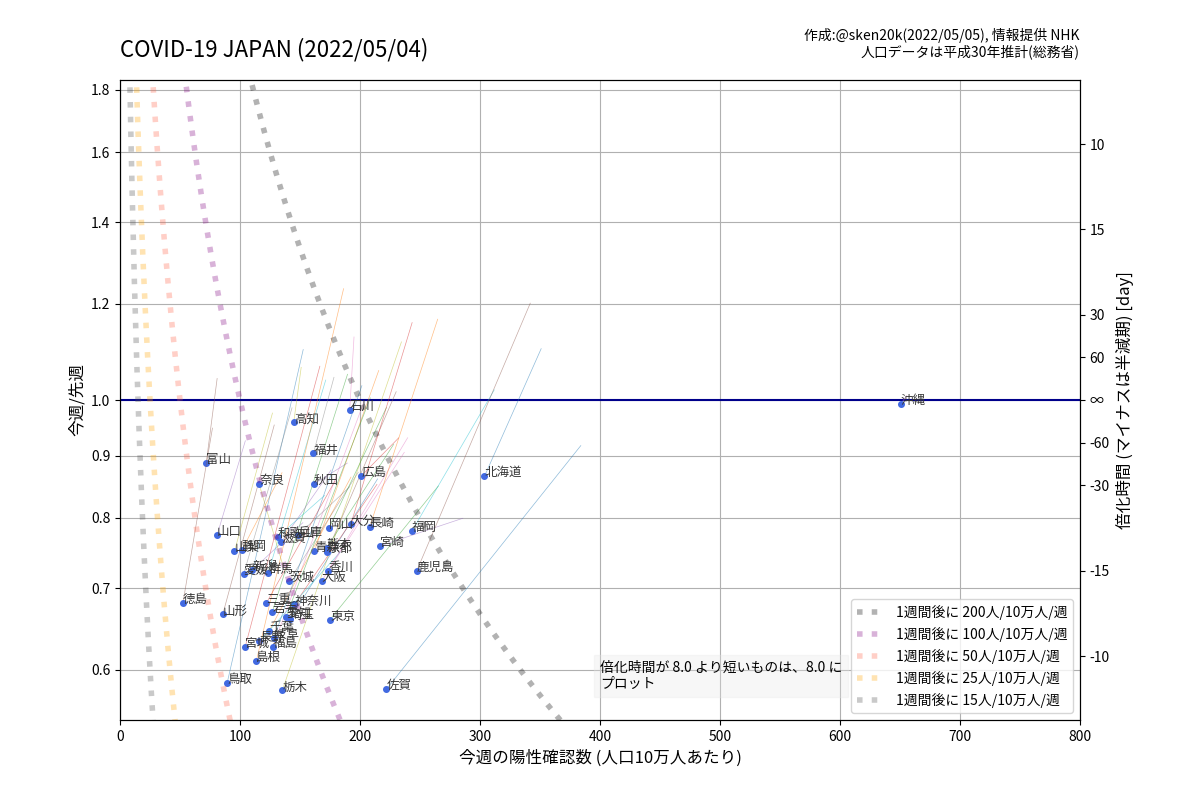 COVID-19 JAPAN (2022/05/04)
作成:@sken20k(2022/05/05), 情報提供 NHK
人口データは平成30年推計(総務省)
今週/先週
1.8
1.6
1.4
1.2
1.0
0.9
0.8
0.7
0.6
10
15
30
60
∞
-60
-30
-15
-10
倍化時間 (マイナスは半減期) [day]
沖縄
石川
高知
福井
富山
広島
北海道
奈良
秋田
大分
長崎
岡山
福岡
山口
兵庫
滋賀
宮崎
京都
香川
鹿児島
大阪
茨城
群馬
徳島
三重
神奈川
山形
東京
千葉
岐阜
宮城
福島
島根
鳥取
栃木
佐賀
倍化時間が 8.0 より短いものは、8.0 に
プロット
1週間後に 200人/10万人/週
1週間後に 100人/10万人/週
1週間後に 50人/10万人/週
1週間後に 25人/10万人/週
1週間後に 15人/10万人/週
0
100
200
300
400
500
600
700
800
今週の陽性確認数 (人口10万人あたり)